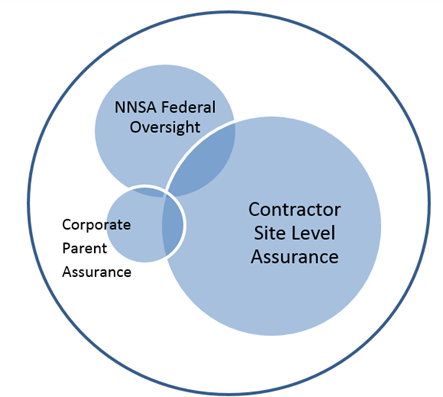 NNSA Federal
Oversight
Contractor
Site Level
Assurance
Corporate
Parent
Assurance